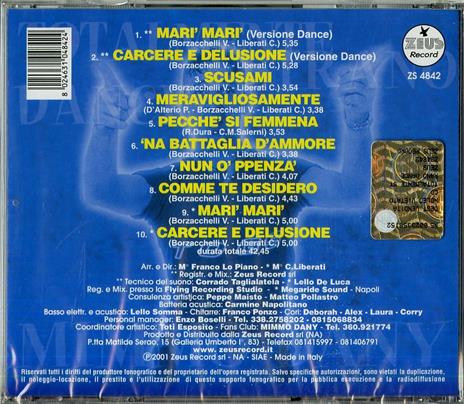 1. ** MARI' MARI' (Versione Dance)
(Borzacchelli V. - Liberati C.) 5,35
2. ** CARCERE E DELUSIONE (Versione Dance)
(Borzacchelli V. - Liberati C.) 5,28
3. SCUSAMI
(Borzacchelli V. - Liberati C.) 3,54
4. MERAVIGLIOSAMENTE
(D'Alterio P. - Borzacchelli V. - Liberati C.) 3,38
5. PECCHE' SI FEMMENA
(R.Dura - C.M.Salerni) 3,53
6. 'NA BATTAGLIA D'AMMORE
(Borzacchelli V. - Liberati C.) 3,38
7. NUN O' PPENZA'
(Borzacchelli V. - Liberati C.) 4,07
8. COMME TE DESIDERO
(Borzacchelli V. - Liberati C.) 4,43
9. * MARI' MARI'
(Borzacchelli V. - Liberati C.) 5,00
10. * CARCERE E DELUSIONE
(Borzacchelli V. - Liberati C.) 5,00
durata totale 42,45
ZEUS
Record
ZS 4842
8 024631 048424
Arr. e Dir.: M° Franco Lo Piano - * M° C.Liberati
** Registr. e Mix.: Zeus Record srl
Tecnico del suono: Corrado Taglialatela - * Lello De Luca
Reg. e Mix. presso la Flying Recording Studio - * Megaride Sound - Napoli
Consulenza artistica: Peppe Maisto - Matteo Pollastro
Batteria acustica: Carmine Napolitano
Basso elettr. e acustico: Lello Somma - Chitarre: Franco Ponzo - Cori: Deborah - Alex - Laura - Corry
Personal manager: Enzo Boselli - Tel. 338.2758202 - 0815068834
Coordinatore artistico: Toti Esposito - Fans Club: MIMMO DANY - Tel. 360.921774
Prodotto e Distribuito dalla Zeus Record Srl (NA)
P.tta Matilde Serao, 15 (Galleria Umberto I°, 83) - Telefax 081415997 - 081406791
www.zeusrecord.it
℗2001 Zeus Record Srl - NA - SIAE - Made in Italy
Riservati tutti i diritti del produttore fonografico e del proprietario dell'opera registrata. Salvo specifiche autorizzazioni, sono vietati la duplicazione,
il noleggio-locazione, il prestito e l'utilizzazione di questo supporto fonografico per la pubblica esecuzione e la radiodiffusione